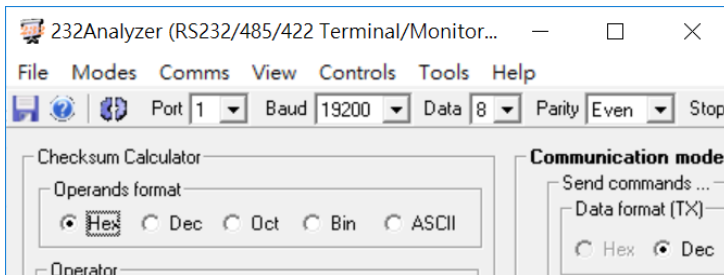 232Analyzer (RS232/485/422 Terminal/Monitor...
File Modes Comms View Controls Tools Help
Port 1 Baud 19200 Data 8 Parity Even Stop
Checksum Calculator
Operands format
Hex Dec Oct Bin ASCII
Operator
Communication mode
Send commands ...
Data format (TX)
Hex Dec